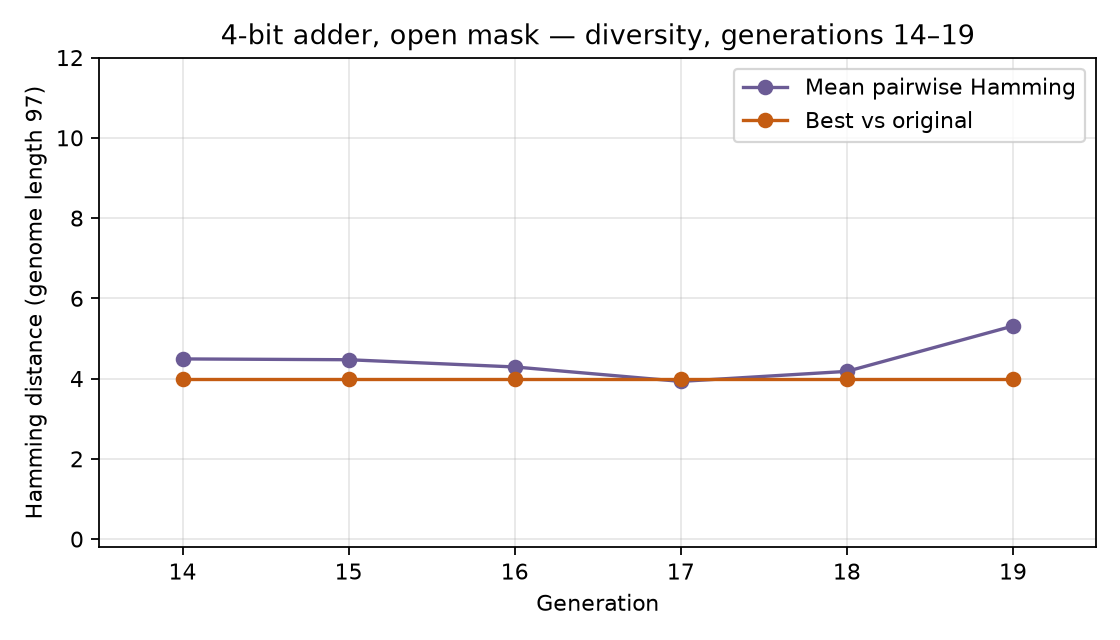 4-bit adder, open mask — diversity, generations 14–19
Hamming distance (genome length 97)
12
10
8
6
4
2
0
Mean pairwise Hamming
Best vs original
14 15 16 17 18 19
Generation